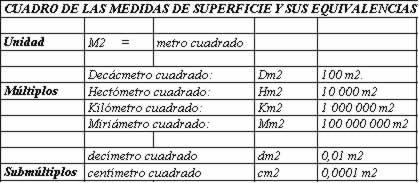 CUADRO DE LAS MEDIDAS DE SUPERFICIE Y SUS EQUIVALENCIAS
Unidad M2 = metro cuadrado
Decácmetro cuadrado: Dm2 100 m2.
Múltiplos Hectómetro cuadrado: Hm2 10 000 m2
Kilómetro cuadrado: Km2 1 000 000 m2
Miriámetro cuadrado: Mm2 100 000 000 m2
decímetro cuadrado dm2 0,01 m2
Submúltiplos centímetro cuadrado cm2 0,0001 m2